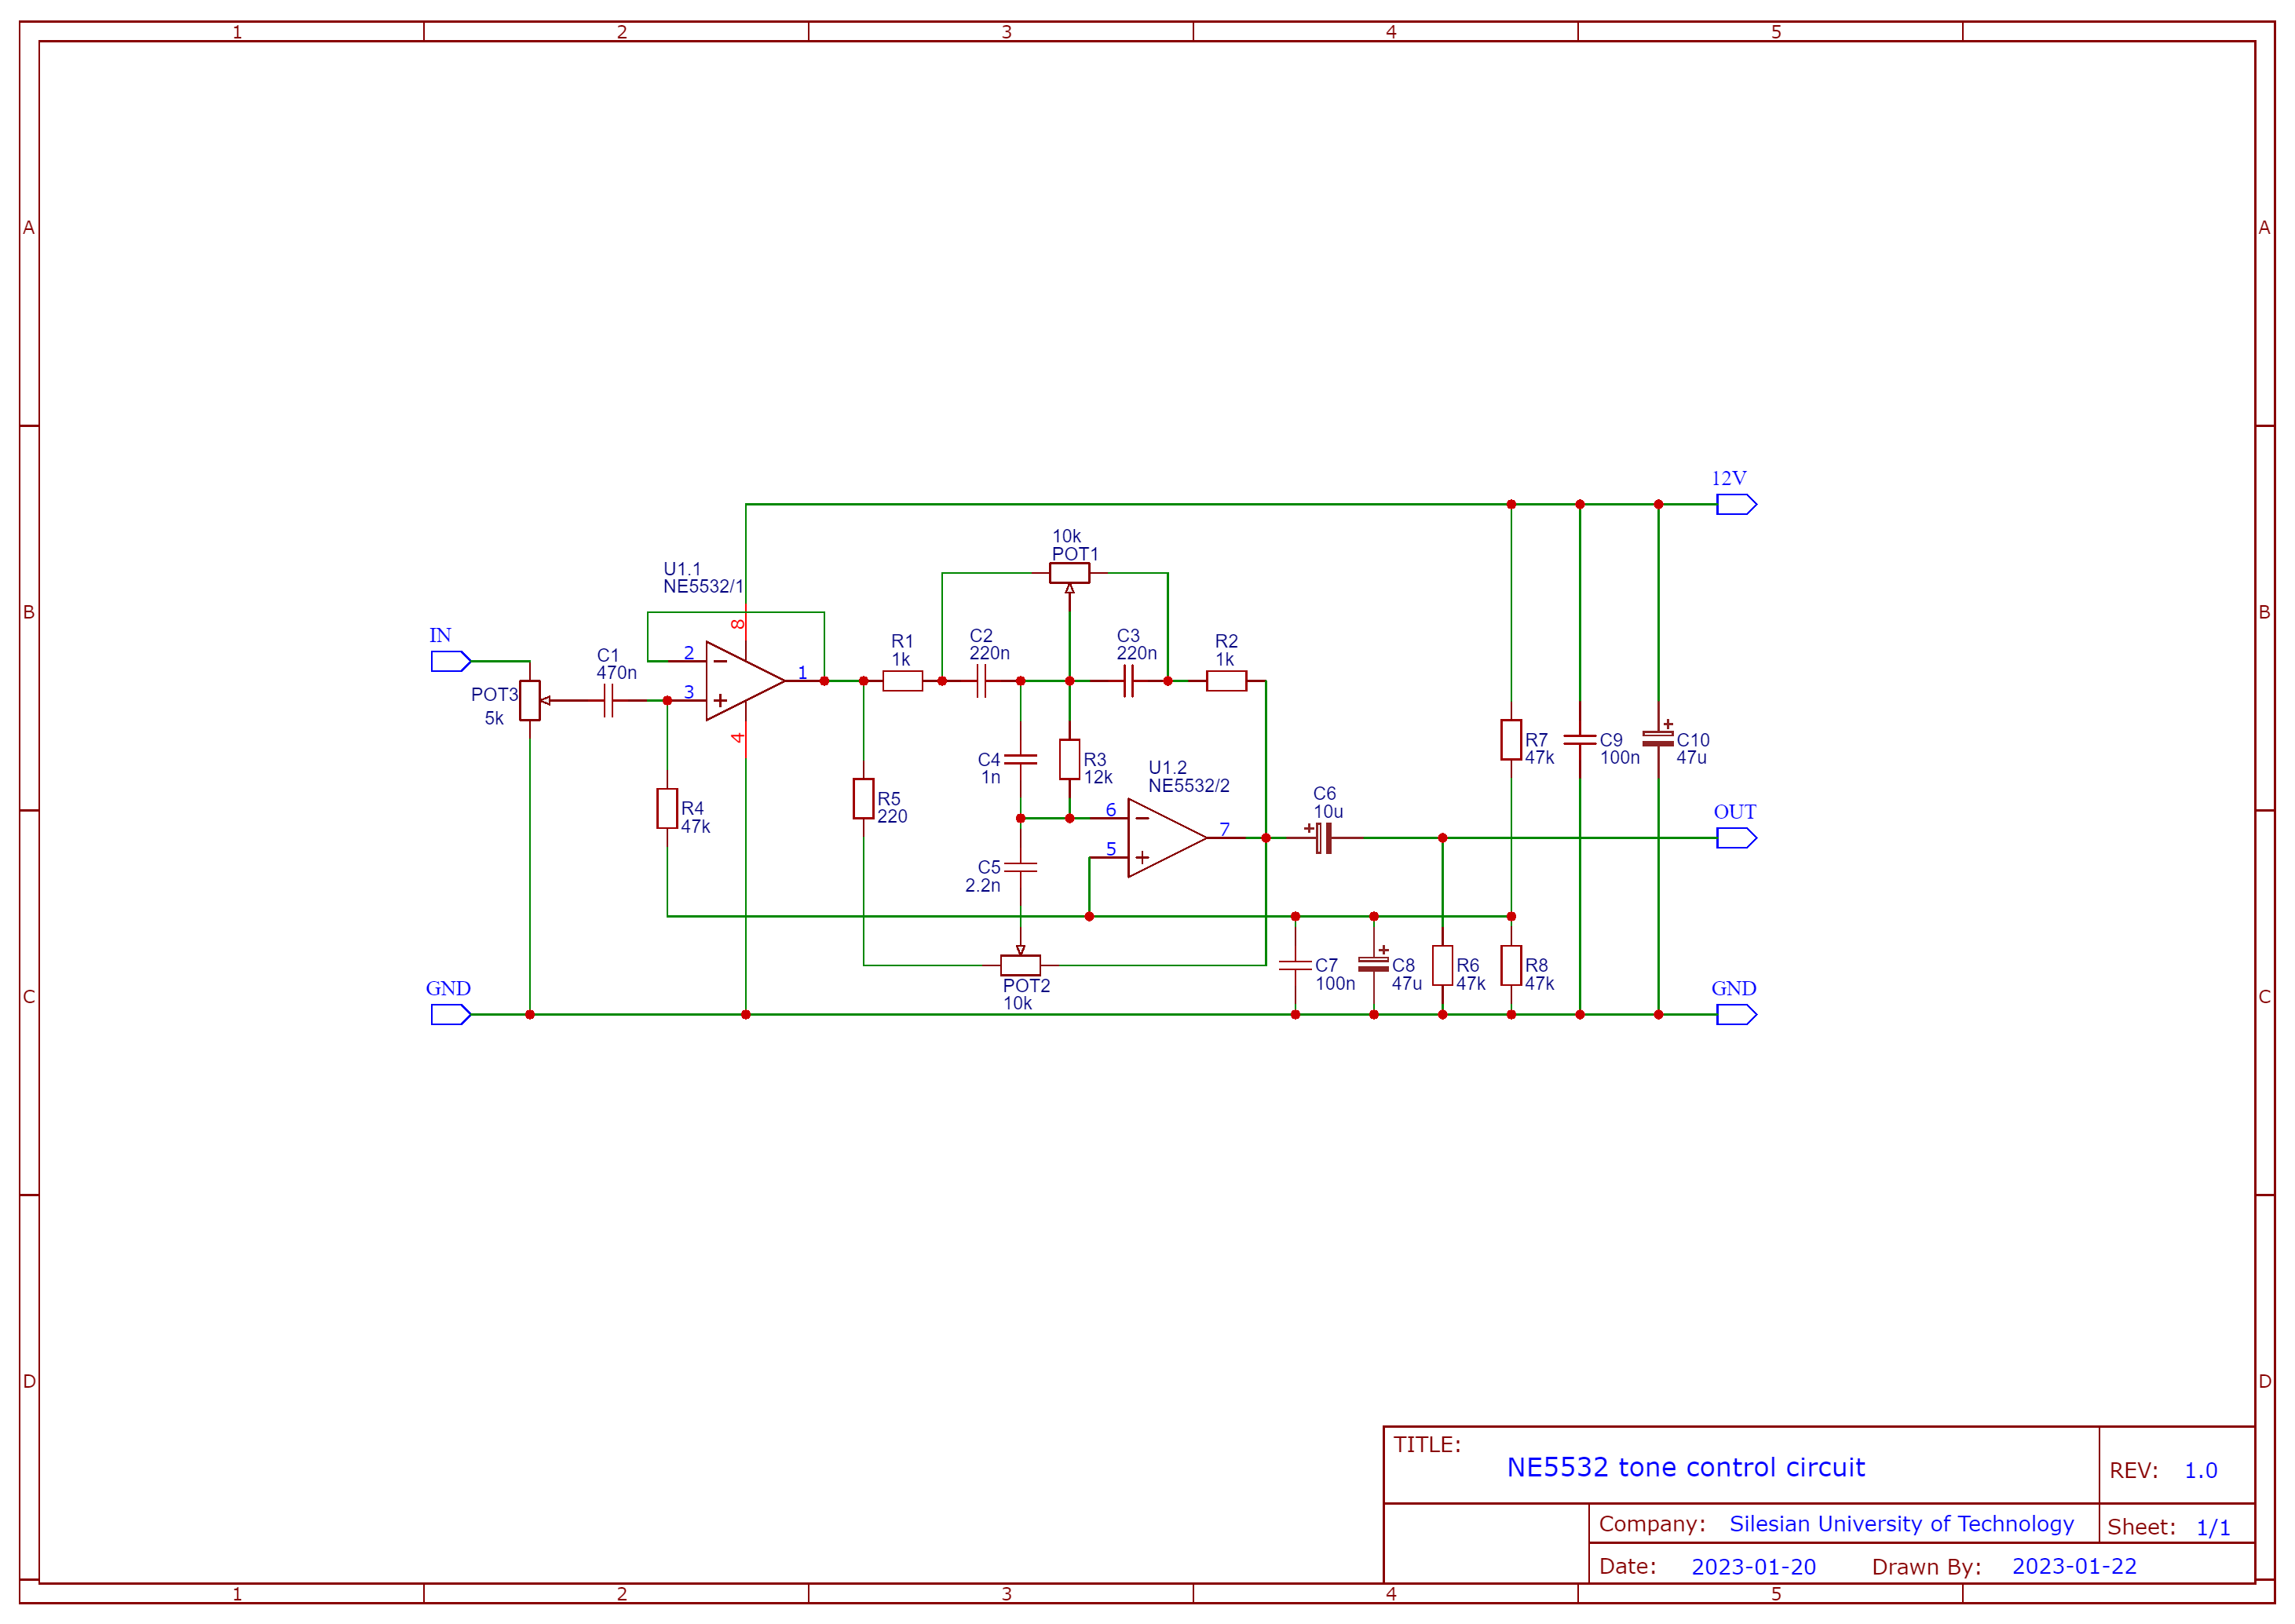 1 2 3 4 5
A A
12V
10k
POT1
U1.1
NE5532/1
B B
8
IN
R1
1k
C2
220n
C3
220n
R2
1k
C1
470n
2
1
3
POT3
5k
4
R7
47k
C9
100n
C10
47u
C4
1n
R3
12k
U1.2
NE5532/2
R5
220
R4
47k
C6
10u
6
OUT
7
5
C5
2.2n
C7
100n
C8
47u
R6
47k
R8
47k
POT2
10k
GND
GND
C C
D D
TITLE:
NE5532 tone control circuit
REV: 1.0
Company: Silesian University of Technology
Sheet: 1/1
Date: 2023-01-20 Drawn By: 2023-01-22
1 2 3 4 5